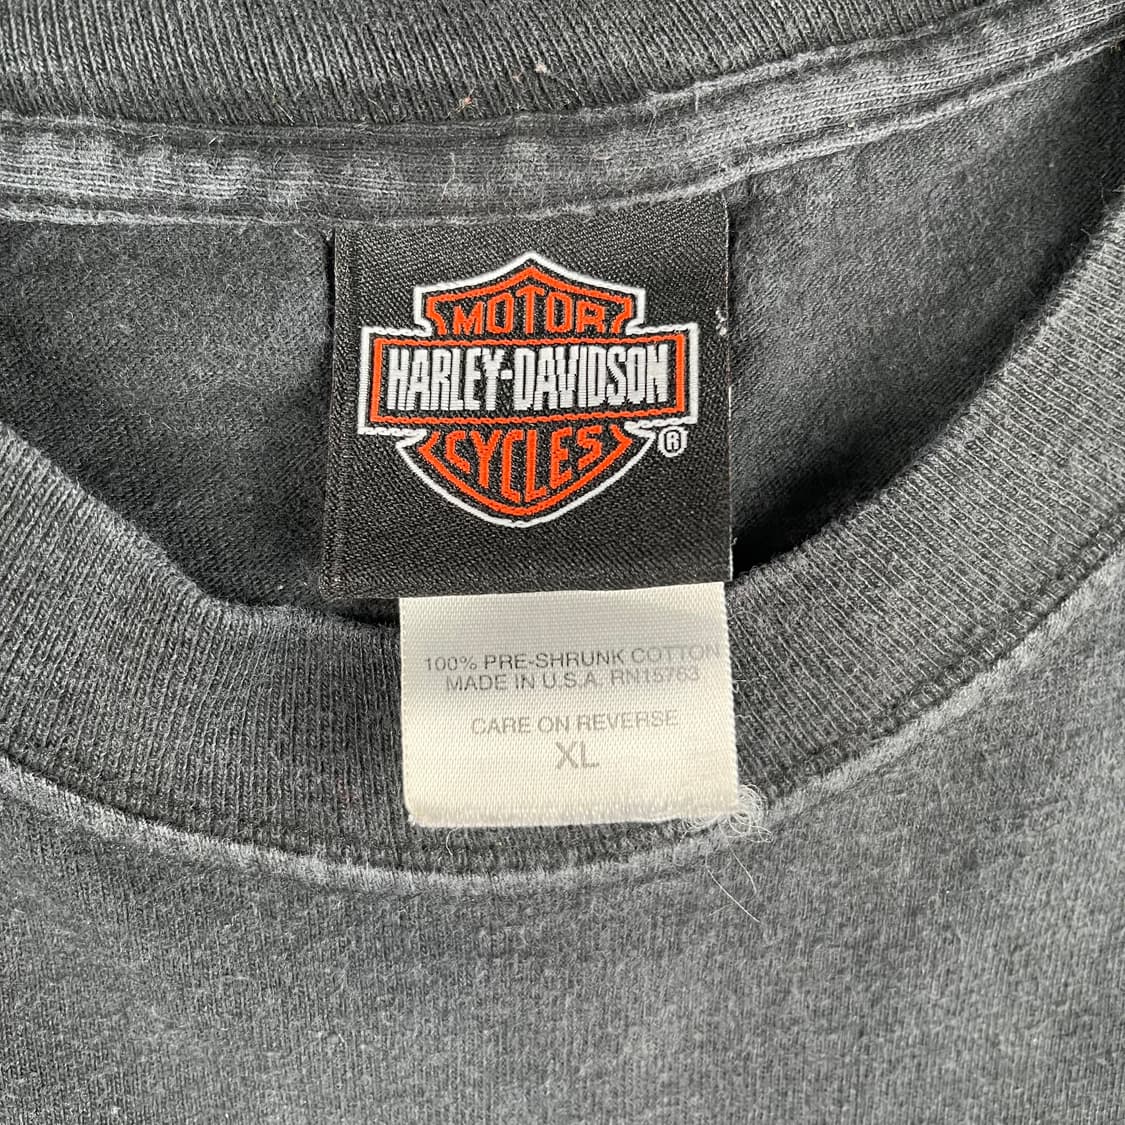 MOTOR
HARLEY-DAVIDSON
CYCLES ®
100% PRE-SHRUNK COTTON
MADE IN U.S.A. RN15763
CARE ON REVERSE
XL